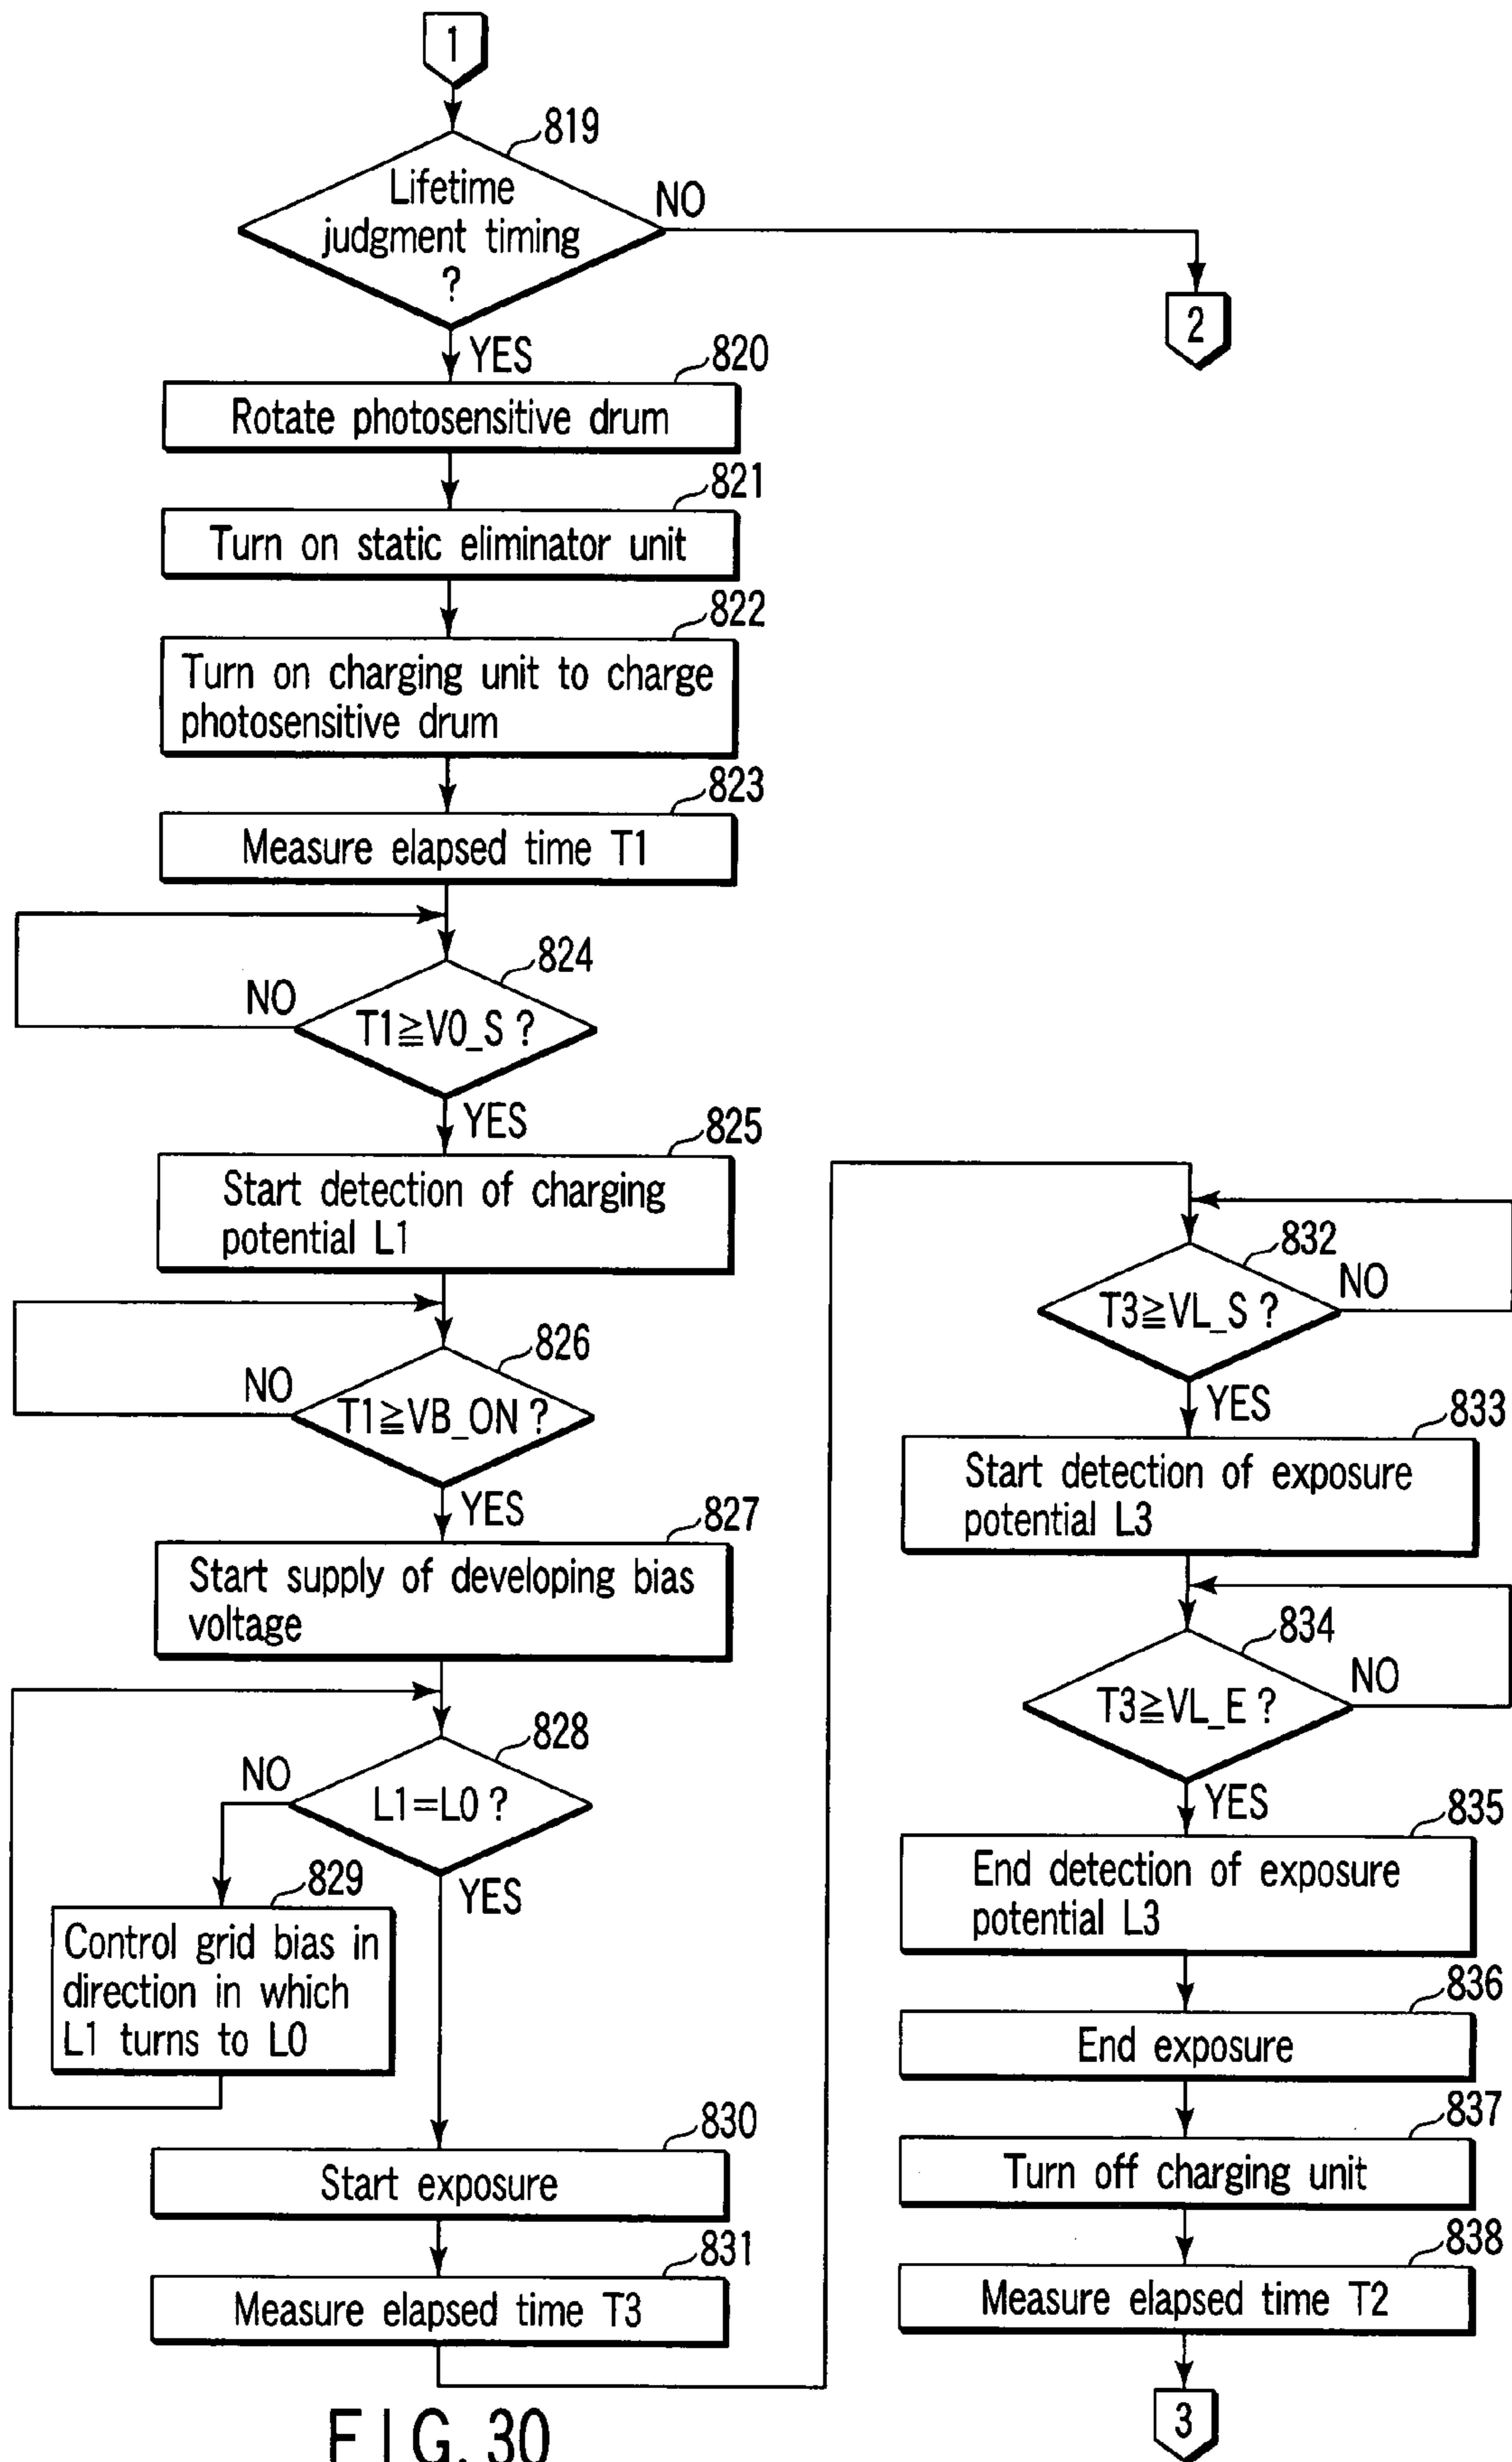 1
819
Lifetime
judgment timing
?
NO
2
YES
820
Rotate photosensitive drum
821
Turn on static eliminator unit
822
Turn on charging unit to charge
photosensitive drum
823
Measure elapsed time T1
824
NO
T1≧V0_S ?
YES
825
Start detection of charging
potential L1
826
NO
T1≧VB_ON ?
YES
827
Start supply of developing bias
voltage
828
NO
L1=L0 ?
YES
829
Control grid bias in
direction in which
L1 turns to L0
830
Start exposure
831
Measure elapsed time T3
832
T3≧VL_S ?
NO
YES
833
Start detection of exposure
potential L3
834
T3≧VL_E ?
NO
YES
835
End detection of exposure
potential L3
836
End exposure
837
Turn off charging unit
838
Measure elapsed time T2
3
FIG. 30